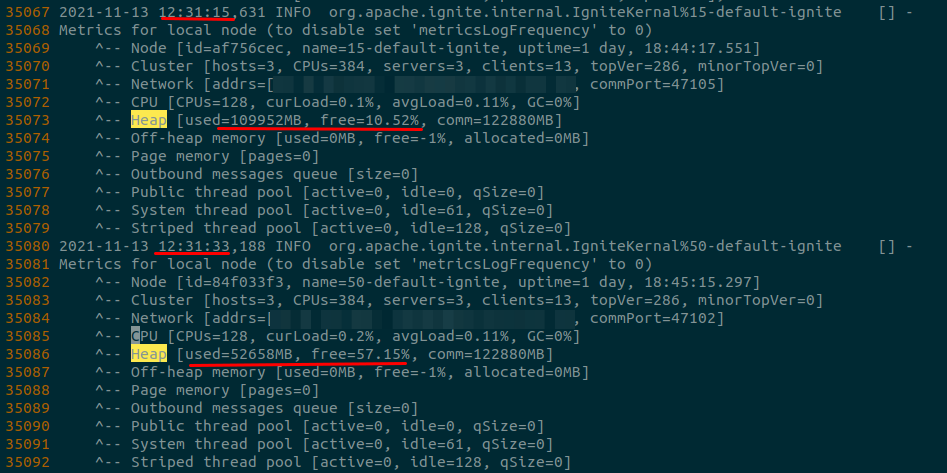 35067 2021-11-13 12:31:15,631 INFO  org.apache.ignite.internal.IgniteKernal%15-default-ignite    [] -
35068 Metrics for local node (to disable set 'metricsLogFrequency' to 0)
35069     ^-- Node [id=af756cec, name=15-default-ignite, uptime=1 day, 18:44:17.551]
35070     ^-- Cluster [hosts=3, CPUs=384, servers=3, clients=13, topVer=286, minorTopVer=0]
35071     ^-- Network [addrs=[ , commPort=47105]
35072     ^-- CPU [CPUs=128, curLoad=0.1%, avgLoad=0.11%, GC=0%]
35073     ^-- Heap [used=109952MB, free=10.52%, comm=122880MB]
35074     ^-- Off-heap memory [used=0MB, free=-1%, allocated=0MB]
35075     ^-- Page memory [pages=0]
35076     ^-- Outbound messages queue [size=0]
35077     ^-- Public thread pool [active=0, idle=0, qSize=0]
35078     ^-- System thread pool [active=0, idle=61, qSize=0]
35079     ^-- Striped thread pool [active=0, idle=128, qSize=0]
35080 2021-11-13 12:31:33,188 INFO  org.apache.ignite.internal.IgniteKernal%50-default-ignite    [] -
35081 Metrics for local node (to disable set 'metricsLogFrequency' to 0)
35082     ^-- Node [id=84f033f3, name=50-default-ignite, uptime=1 day, 18:45:15.297]
35083     ^-- Cluster [hosts=3, CPUs=384, servers=3, clients=13, topVer=286, minorTopVer=0]
35084     ^-- Network [addrs=[ , commPort=47102]
35085     ^-- CPU [CPUs=128, curLoad=0.2%, avgLoad=0.11%, GC=0%]
35086     ^-- Heap [used=52658MB, free=57.15%, comm=122880MB]
35087     ^-- Off-heap memory [used=0MB, free=-1%, allocated=0MB]
35088     ^-- Page memory [pages=0]
35089     ^-- Outbound messages queue [size=0]
35090     ^-- Public thread pool [active=0, idle=0, qSize=0]
35091     ^-- System thread pool [active=0, idle=61, qSize=0]
35092     ^-- Striped thread pool [active=0, idle=128, qSize=0]